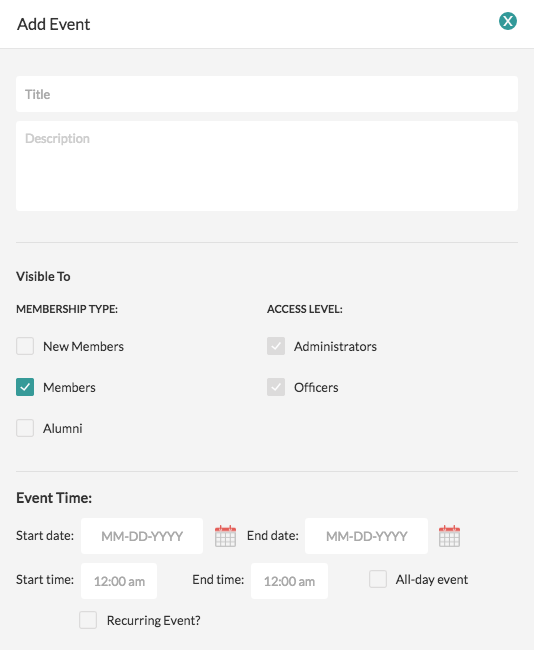 Add Event X
Title
Description
Visible To
MEMBERSHIP TYPE: ACCESS LEVEL:
New Members Administrators
Members Officers
Alumni
Event Time:
Start date: MM-DD-YYYY End date: MM-DD-YYYY
Start time: 12:00 am End time: 12:00 am All-day event
Recurring Event?